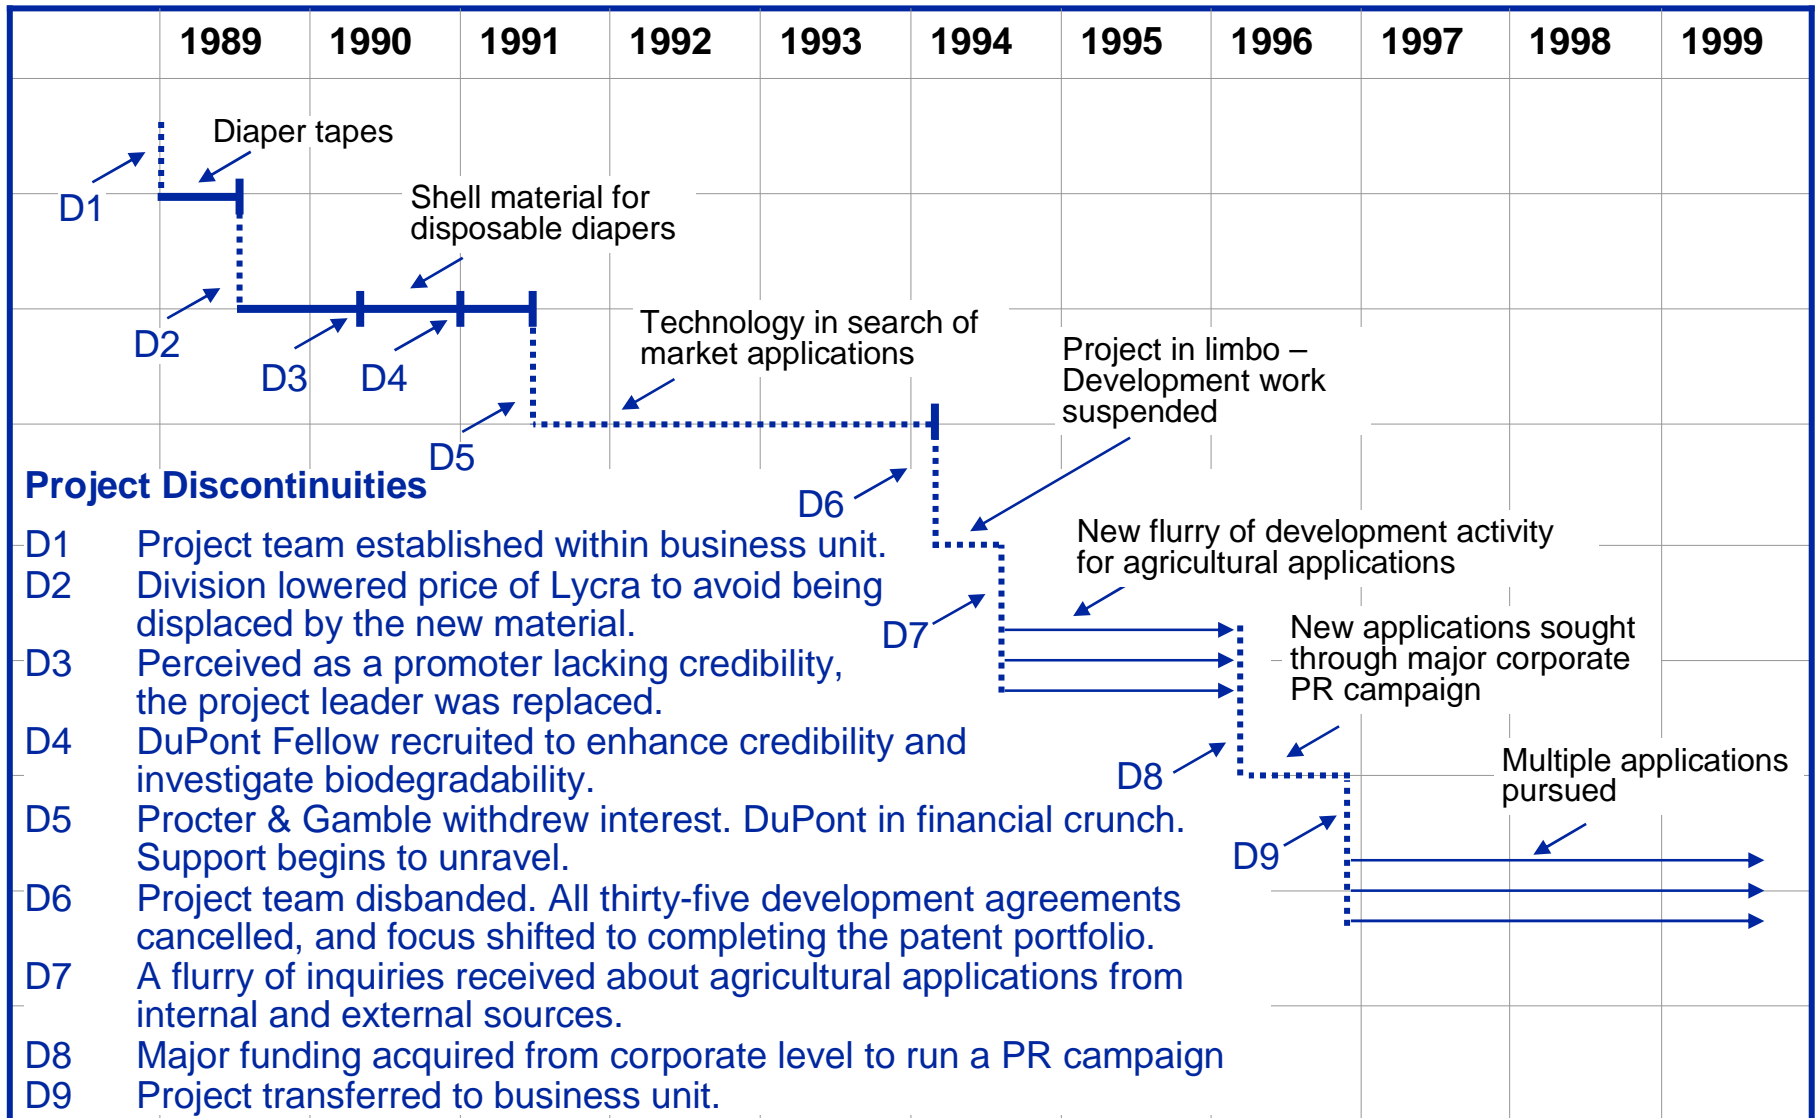 1989 1990 1991 1992 1993 1994 1995 1996 1997 1998 1999
Diaper tapes
D1
Shell material for
disposable diapers
D2
D3
D4
Technology in search of
market applications
D5
Project in limbo –
Development work
suspended
D6
New flurry of development activity
for agricultural applications
D7
New applications sought
through major corporate
PR campaign
D8
Multiple applications
pursued
D9
Project Discontinuities
D1 Project team established within business unit.
D2 Division lowered price of Lycra to avoid being
displaced by the new material.
D3 Perceived as a promoter lacking credibility,
the project leader was replaced.
D4 DuPont Fellow recruited to enhance credibility and
investigate biodegradability.
D5 Procter & Gamble withdrew interest. DuPont in financial crunch.
Support begins to unravel.
D6 Project team disbanded. All thirty-five development agreements
cancelled, and focus shifted to completing the patent portfolio.
D7 A flurry of inquiries received about agricultural applications from
internal and external sources.
D8 Major funding acquired from corporate level to run a PR campaign
D9 Project transferred to business unit.